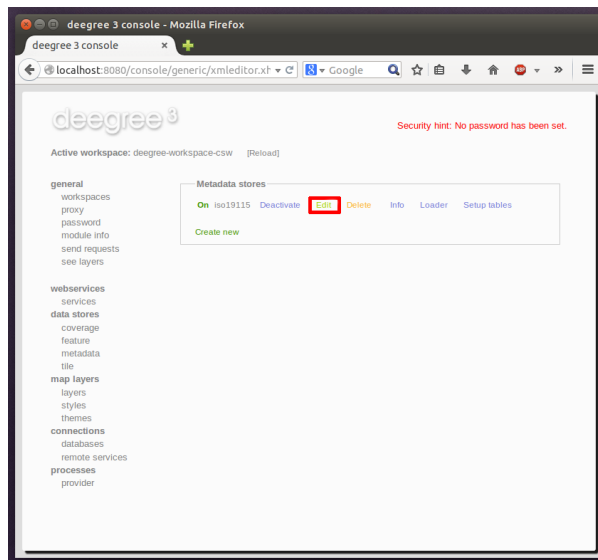 deegree 3 console - Mozilla Firefox
deegree 3 console ×
localhost:8080/console/generic/xmleditor.xh
Google
ABP
deegree 3
Security hint: No password has been set.
Active workspace: deegree-workspace-csw [Reload]
general
workspaces
proxy
password
module info
send requests
see layers
webservices
services
data stores
coverage
feature
metadata
tile
map layers
layers
styles
themes
connections
databases
remote services
processes
provider
Metadata stores
On iso19115 Deactivate Edit Delete Info Loader Setup tables
Create new